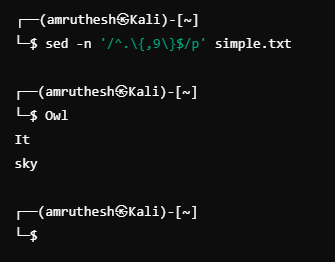 ┌──(amruthesh㉿Kali)-[~]
└─$ sed -n '/^.\{,9\}$/p' simple.txt
┌──(amruthesh㉿Kali)-[~]
└─$ Owl
It
sky
┌──(amruthesh㉿Kali)-[~]
└─$